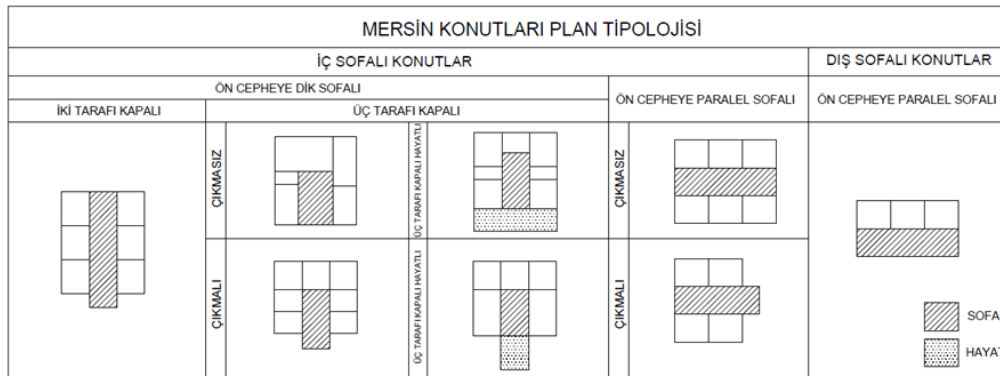 MERSİN KONUTLARI PLAN TİPOLOJİSİ
İÇ SOFALI KONUTLAR
DIŞ SOFALI KONUTLAR
ÖN CEPHEYE DİK SOFALI
ÖN CEPHEYE PARALEL SOFALI
ÖN CEPHEYE PARALEL SOFALI
İKİ TARAFI KAPALI
ÜÇ TARAFI KAPALI
ÇIKMASIZ
ÜÇ TARAFI KAPALI HAYATLI
ÇIKMASIZ
ÇIKMALI
ÜÇ TARAFI KAPALI HAYATLI
ÇIKMALI
SOFA
HAYAT